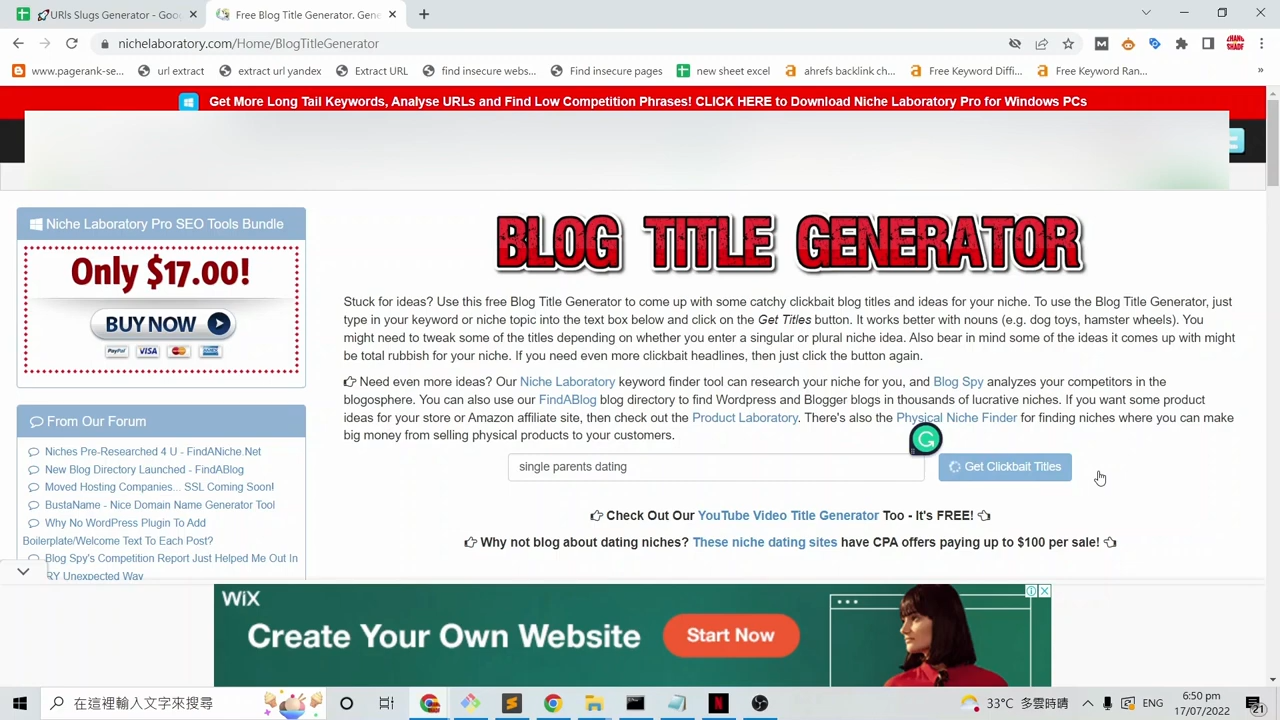 URIs Slugs Generator - Goo
Free Blog Title Generator. Gene
nichelaboratory.com/Home/BlogTitleGenerator
www.pagerank-se...
url extract
extract url yandex
Extract URL
find insecure webs...
Find insecure pages
new sheet excel
ahrefs backlink ch...
Free Keyword Diffi...
Free Keyword Ran...
»
Get More Long Tail Keywords, Analyse URLs and Find Low Competition Phrases! CLICK HERE to Download Niche Laboratory Pro for Windows PCs
Niche Laboratory Pro SEO Tools Bundle
Only $17.00!
BUY NOW
PayPal VISA
From Our Forum
Niches Pre-Researched 4 U - FindANiche.Net
New Blog Directory Launched - FindABlog
Moved Hosting Companies... SSL Coming Soon!
BustaName - Nice Domain Name Generator Tool
Why No WordPress Plugin To Add
Boilerplate/Welcome Text To Each Post?
Blog Spy's Competition Report Just Helped Me Out In
RY Unexpected Way
BLOG TITLE GENERATOR
Stuck for ideas? Use this free Blog Title Generator to come up with some catchy clickbait blog titles and ideas for your niche. To use the Blog Title Generator, just
type in your keyword or niche topic into the text box below and click on the Get Titles button. It works better with nouns (e.g. dog toys, hamster wheels). You
might need to tweak some of the titles depending on whether you enter a singular or plural niche idea. Also bear in mind some of the ideas it comes up with might
be total rubbish for your niche. If you need even more clickbait headlines, then just click the button again.
Need even more ideas? Our Niche Laboratory keyword finder tool can research your niche for you, and Blog Spy analyzes your competitors in the
blogosphere. You can also use our FindABlog blog directory to find Wordpress and Blogger blogs in thousands of lucrative niches. If you want some product
ideas for your store or Amazon affiliate site, then check out the Product Laboratory. There's also the Physical Niche Finder for finding niches where you can make
big money from selling physical products to your customers.
single parents dating
Get Clickbait Titles
Check Out Our YouTube Video Title Generator Too - It's FREE!
Why not blog about dating niches? These niche dating sites have CPA offers paying up to $100 per sale!
WiX
Create Your Own Website
Start Now
在這裡輸入文字來搜尋
33°C 多雲時晴
ENG
6:50 pm
17/07/2022
21